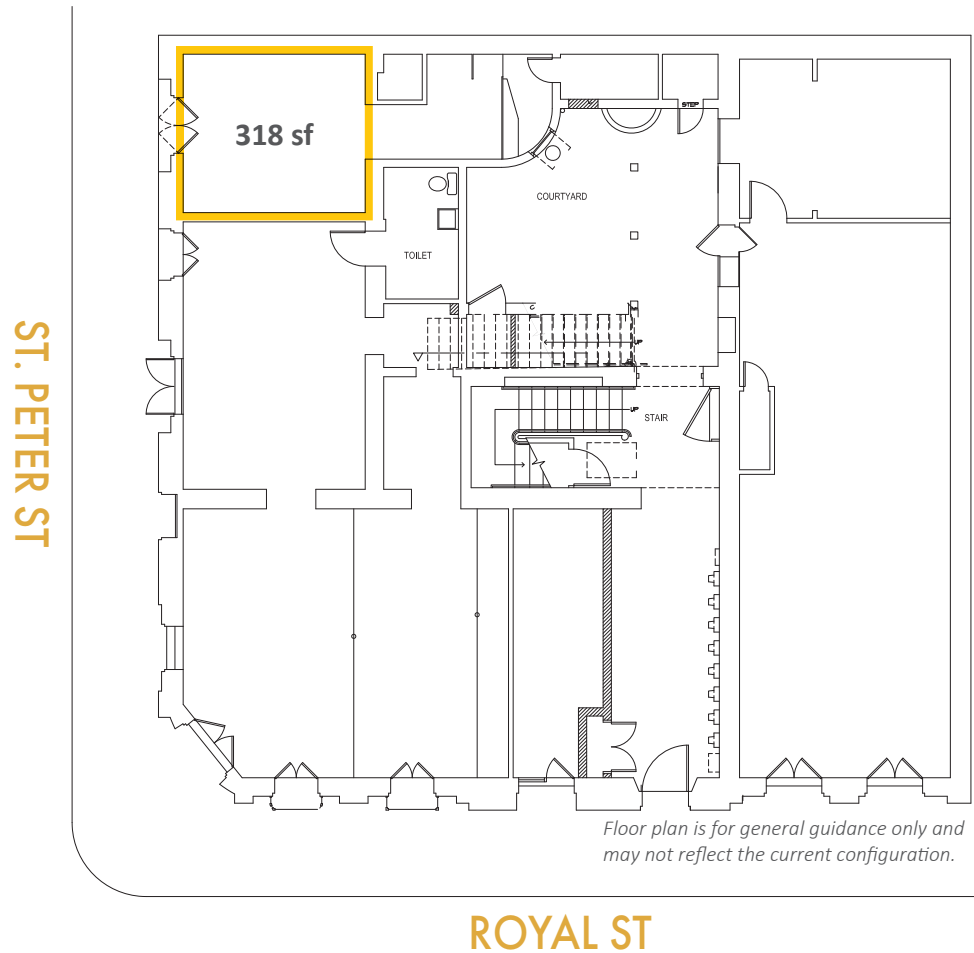 318 sf
STEP
COURTYARD
TOILET
UP
UP
STAIR
ST. PETER ST
Floor plan is for general guidance only and
may not reflect the current configuration.
ROYAL ST